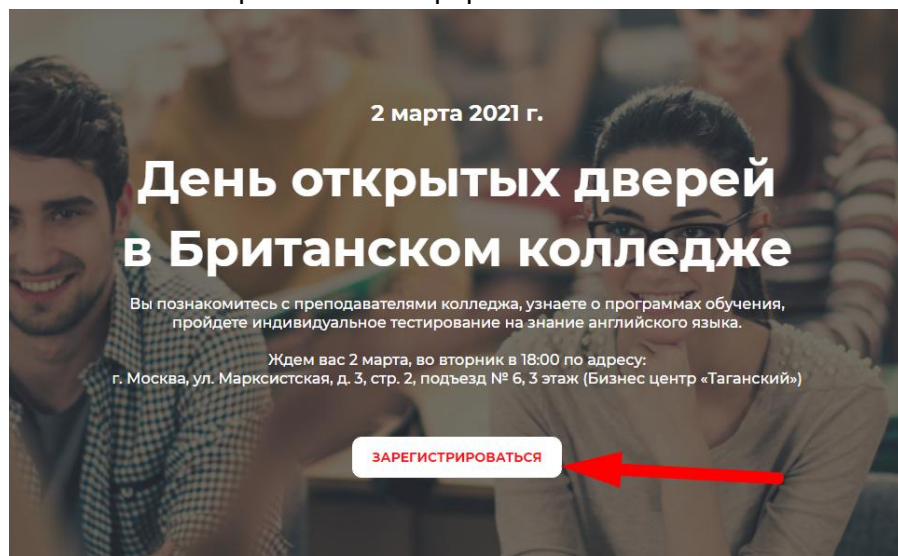 2 марта 2021 г.
День открытых дверей
в Британском колледже
Вы познакомитесь с преподавателями колледжа, узнаете о программах обучения,
пройдете индивидуальное тестирование на знание английского языка.
Ждем вас 2 марта, во вторник в 18:00 по адресу:
г. Москва, ул. Марксистская, д. 3, стр. 2, подъезд № 6, 3 этаж (Бизнес центр «Таганский»)
ЗАРЕГИСТРИРОВАТЬСЯ